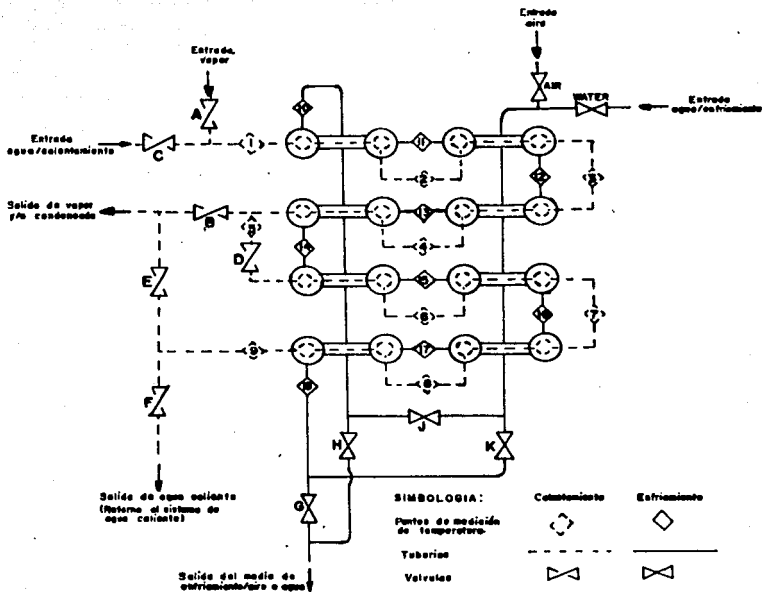 Entrada
aire
Entrada
vapor
AIR
WATER
Entrada
agua/enfriamiento
A
10
Entrada
agua/calentamiento
C
1
11
2
12
3
Salida de vapor
y/o condensado
B
13
5
4
14
D
E
15
6
16
7
9
17
8
18
F
J
H
K
G
Salida de agua caliente
(Retorno al sistema de
agua caliente)
Salida del medio de
enfriamiento/aire o agua
SIMBOLOGIA:
Calentamiento
Enfriamiento
Puntos de medición
de temperatura
Tuberias
Valvulas